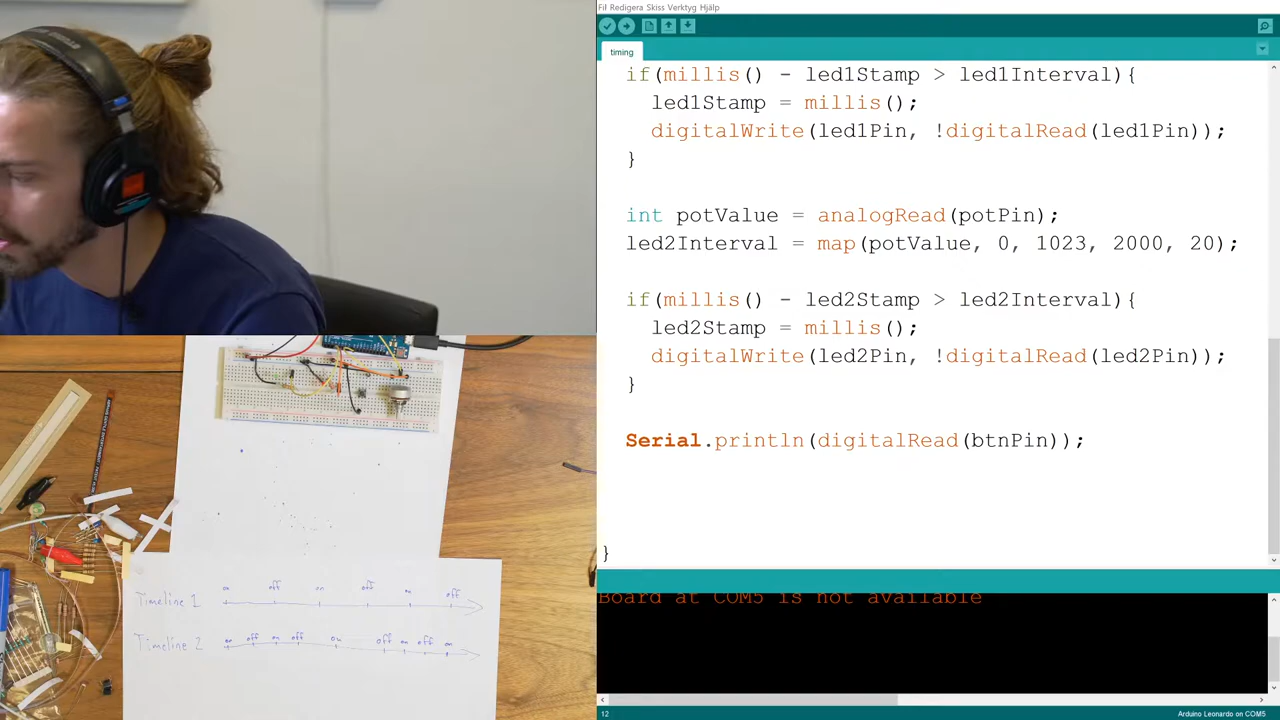 Fil Redigera Skiss Verktyg Hjälp
timing
if(millis() - led1Stamp > led1Interval){
led1Stamp = millis();
digitalWrite(led1Pin, !digitalRead(led1Pin));
}
int potValue = analogRead(potPin);
led2Interval = map(potValue, 0, 1023, 2000, 20);
if(millis() - led2Stamp > led2Interval){
led2Stamp = millis();
digitalWrite(led2Pin, !digitalRead(led2Pin));
}
Serial.println(digitalRead(btnPin));
}
Board at COM5 is not available
12
Arduino Leonardo on COM5
on off on off on off
Timeline 1
on off on off on off on off on
Timeline 2